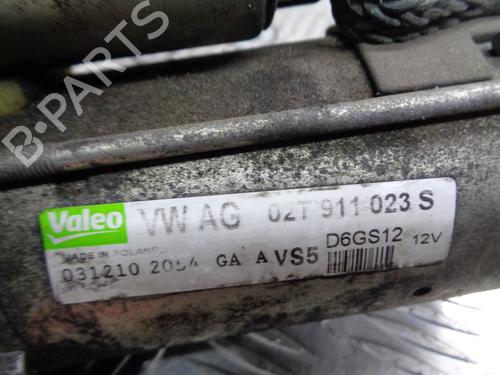 B-PARTS
Valeo VW AG 02T 911 023 S
MADE IN POLAND
D6GS12 12V
031210 2054 GA A VS5